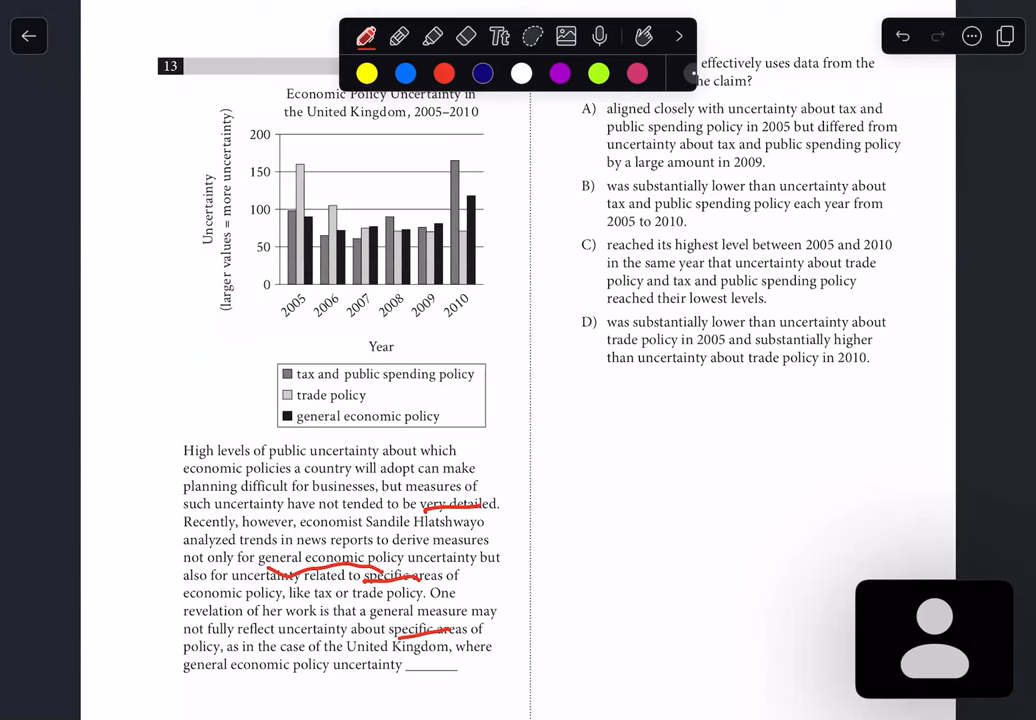 Tt
13
effectively uses data from the
he claim?
Economic Policy Uncertainty in
the United Kingdom, 2005–2010
Uncertainty
(larger values = more uncertainty)
200
150
100
50
0
2005
2006
2007
2008
2009
2010
Year
tax and public spending policy
trade policy
general economic policy
High levels of public uncertainty about which
economic policies a country will adopt can make
planning difficult for businesses, but measures of
such uncertainty have not tended to be very detailed.
Recently, however, economist Sandile Hlatshwayo
analyzed trends in news reports to derive measures
not only for general economic policy uncertainty but
also for uncertainty related to specific areas of
economic policy, like tax or trade policy. One
revelation of her work is that a general measure may
not fully reflect uncertainty about specific areas of
policy, as in the case of the United Kingdom, where
general economic policy uncertainty ______
A) aligned closely with uncertainty about tax and
public spending policy in 2005 but differed from
uncertainty about tax and public spending policy
by a large amount in 2009.
B) was substantially lower than uncertainty about
tax and public spending policy each year from
2005 to 2010.
C) reached its highest level between 2005 and 2010
in the same year that uncertainty about trade
policy and tax and public spending policy
reached their lowest levels.
D) was substantially lower than uncertainty about
trade policy in 2005 and substantially higher
than uncertainty about trade policy in 2010.